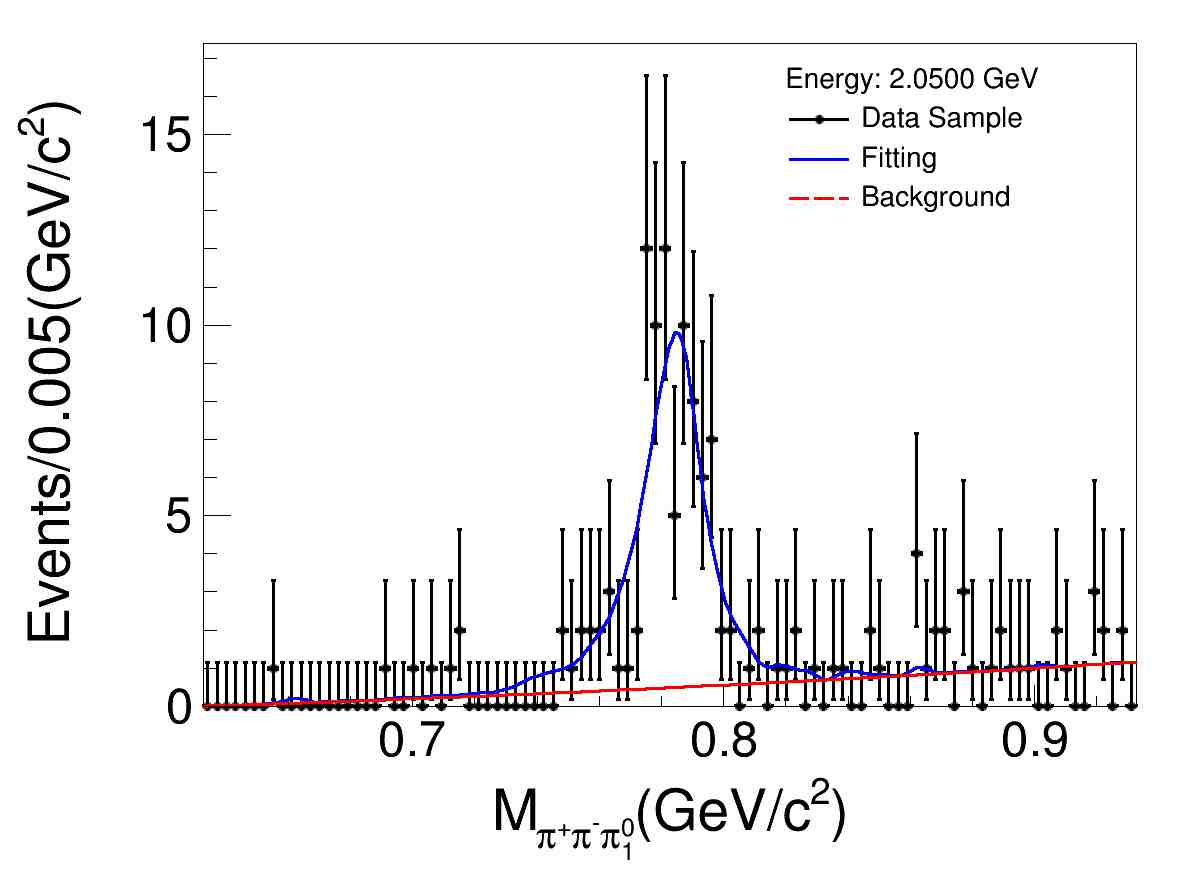 Energy: 2.0500 GeV
Data Sample
Fitting
Background
Events/0.005(GeV/c²)
15
10
5
0
0.7 0.8 0.9
Mπ⁺π⁻π⁰₁(GeV/c²)